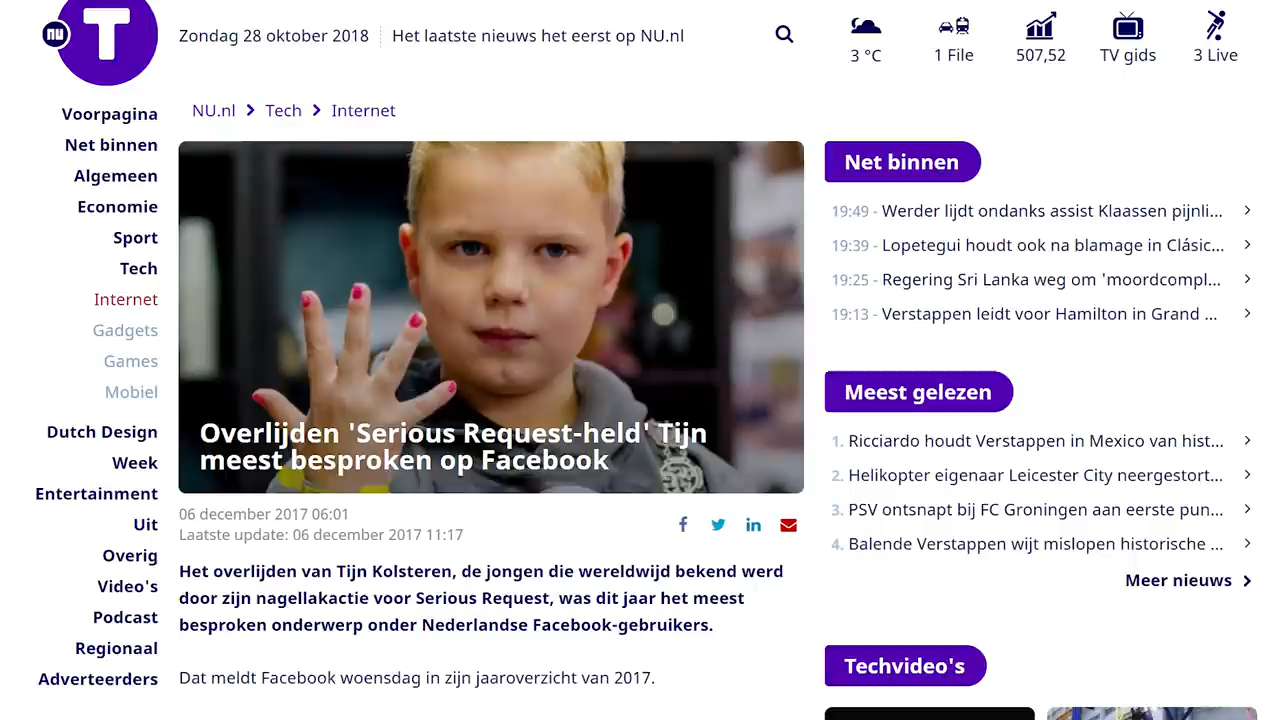 nu
T
Zondag 28 oktober 2018
Het laatste nieuws het eerst op NU.nl
3 °C
1 File
507,52
TV gids
3 Live
Voorpagina
Net binnen
Algemeen
Economie
Sport
Tech
Internet
Gadgets
Games
Mobiel
Dutch Design
Week
Entertainment
Uit
Overig
Video's
Podcast
Regionaal
Adverteerders
NU.nl > Tech > Internet
Overlijden 'Serious Request-held' Tijn
meest besproken op Facebook
06 december 2017 06:01
Laatste update: 06 december 2017 11:17
Het overlijden van Tijn Kolsteren, de jongen die wereldwijd bekend werd
door zijn nagellakactie voor Serious Request, was dit jaar het meest
besproken onderwerp onder Nederlandse Facebook-gebruikers.
Dat meldt Facebook woensdag in zijn jaaroverzicht van 2017.
Net binnen
19:49 - Werder lijdt ondanks assist Klaassen pijnli...
19:39 - Lopetegui houdt ook na blamage in Clásic...
19:25 - Regering Sri Lanka weg om 'moordcompl...
19:13 - Verstappen leidt voor Hamilton in Grand ...
Meest gelezen
1. Ricciardo houdt Verstappen in Mexico van hist...
2. Helikopter eigenaar Leicester City neergestort...
3. PSV ontsnapt bij FC Groningen aan eerste pun...
4. Balende Verstappen wijt mislopen historische ...
Meer nieuws
Techvideo's